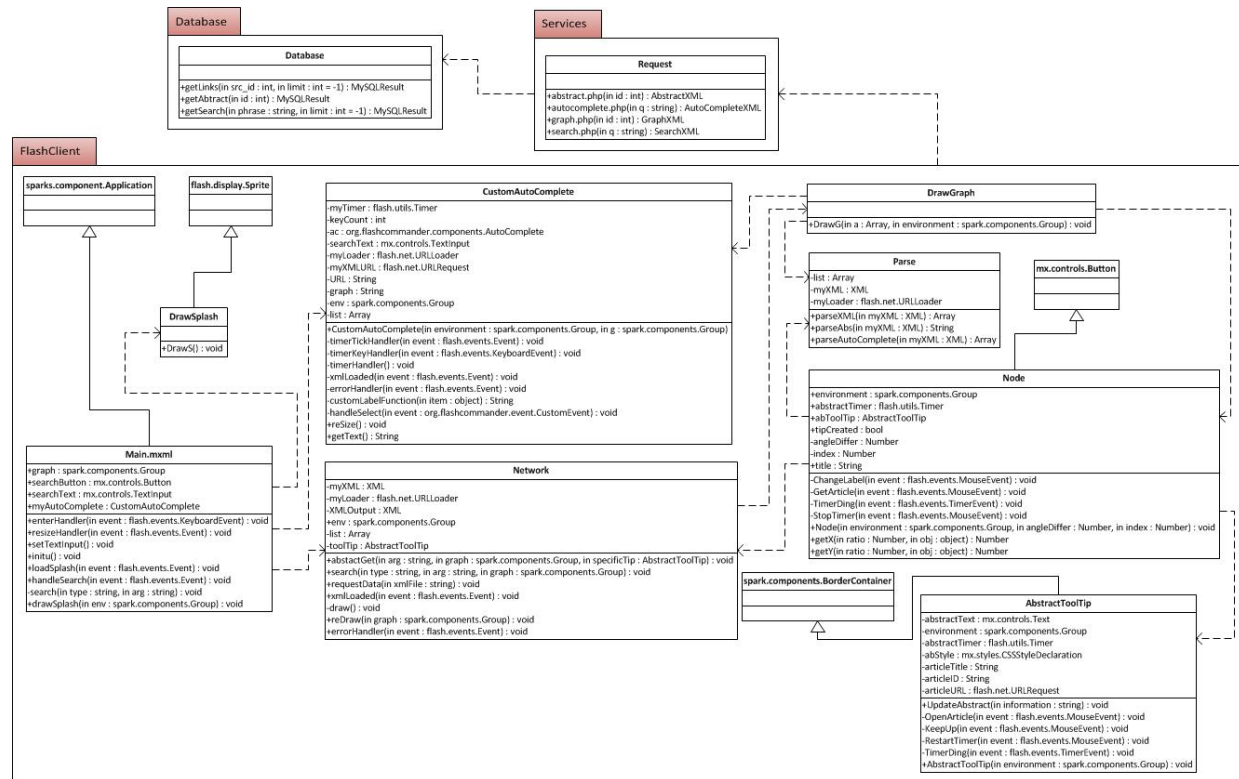 Database
Database
+getLinks(in src_id : int, in limit : int = -1) : MySQLResult
+getAbtract(in id : int) : MySQLResult
+getSearch(in phrase : string, in limit : int = -1) : MySQLResult
Services
Request
+abstract.php(in id : int) : AbstractXML
+autocomplete.php(in q : string) : AutoCompleteXML
+graph.php(in id : int) : GraphXML
+search.php(in q : string) : SearchXML
FlashClient
sparks.component.Application
flash.display.Sprite
DrawSplash
+DrawS() : void
Main.mxml
+graph : spark.components.Group
+searchButton : mx.controls.Button
+searchText : mx.controls.TextInput
+myAutoComplete : CustomAutoComplete
+enterHandler(in event : flash.events.KeyboardEvent) : void
+resizeHandler(in event : flash.events.Event) : void
+setTextInput() : void
+initu() : void
+loadSplash(in event : flash.events.Event) : void
+handleSearch(in event : flash.events.Event) : void
-search(in type : string, in arg : string) : void
+drawSplash(in env : spark.components.Group) : void
CustomAutoComplete
-myTimer : flash.utils.Timer
-keyCount : int
-ac : org.flashcommander.components.AutoComplete
-searchText : mx.controls.TextInput
-myLoader : flash.net.URLLoader
-myXMLURL : flash.net.URLRequest
-URL : String
-graph : String
-env : spark.components.Group
-list : Array
+CustomAutoComplete(in environment : spark.components.Group, in g : spark.components.Group)
-timerTickHandler(in event : flash.events.Event) : void
-timerKeyHandler(in event : flash.events.KeyboardEvent) : void
-timerHandler() : void
-xmlLoaded(in event : flash.events.Event) : void
-errorHandler(in event : flash.events.Event) : void
-customLabelFunction(in item : object) : String
-handleSelect(in event : org.flashcommander.event.CustomEvent) : void
+reSize() : void
+getText() : String
Network
-myXML : XML
-myLoader : flash.net.URLLoader
-XMLOutput : XML
+env : spark.components.Group
-list : Array
-toolTip : AbstractToolTip
+abstactGet(in arg : string, in graph : spark.components.Group, in specificTip : AbstractToolTip) : void
+search(in type : string, in arg : string, in graph : spark.components.Group) : void
+requestData(in xmlFile : string) : void
+xmlLoaded(in event : flash.events.Event) : void
-draw() : void
+reDraw(in graph : spark.components.Group) : void
+errorHandler(in event : flash.events.Event) : void
DrawGraph
+DrawG(in a : Array, in environment : spark.components.Group) : void
Parse
-list : Array
-myXML : XML
-myLoader : flash.net.URLLoader
+parseXML(in myXML : XML) : Array
+parseAbs(in myXML : XML) : String
+parseAutoComplete(in myXML : XML) : Array
mx.controls.Button
Node
+environment : spark.components.Group
+abstractTimer : flash.utils.Timer
+abToolTip : AbstractToolTip
+tipCreated : bool
-angleDiffer : Number
-index : Number
+title : String
-ChangeLabel(in event : flash.events.MouseEvent) : void
-GetArticle(in event : flash.events.MouseEvent) : void
-TimerDing(in event : flash.events.TimerEvent) : void
-StopTimer(in event : flash.events.MouseEvent) : void
+Node(in environment : spark.components.Group, in angleDiffer : Number, in index : Number) : void
+getX(in ratio : Number, in obj : object) : Number
+getY(in ratio : Number, in obj : object) : Number
spark.components.BorderContainer
AbstractToolTip
-abstractText : mx.controls.Text
-environment : spark.components.Group
-abstractTimer : flash.utils.Timer
-abStyle : mx.styles.CSSStyleDeclaration
-articleTitle : String
-articleID : String
-articleURL : flash.net.URLRequest
+UpdateAbstract(in information : string) : void
-OpenArticle(in event : flash.events.MouseEvent) : void
-KeepUp(in event : flash.events.MouseEvent) : void
-RestartTimer(in event : flash.events.MouseEvent) : void
-TimerDing(in event : flash.events.TimerEvent) : void
+AbstractToolTip(in environment : spark.components.Group) : void